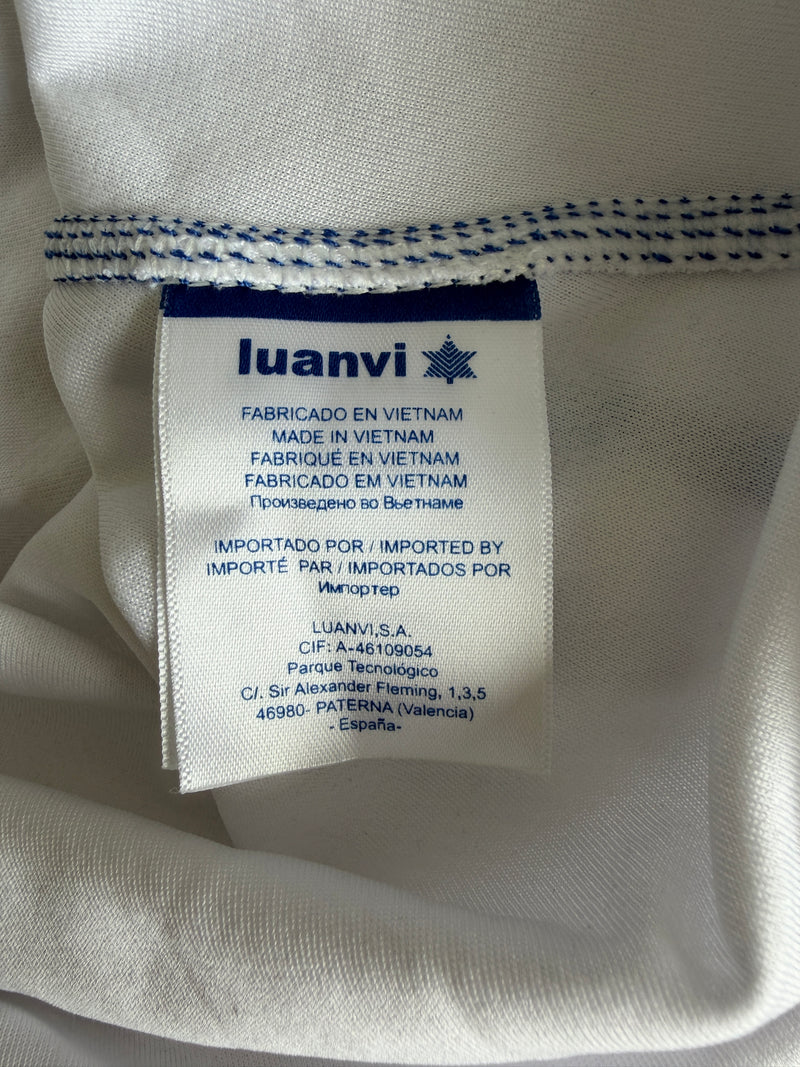 luanvi
FABRICADO EN VIETNAM
MADE IN VIETNAM
FABRIQUÉ EN VIETNAM
FABRICADO EM VIETNAM
Произведено во Вьетнаме
IMPORTADO POR / IMPORTED BY
IMPORTÉ PAR / IMPORTADOS POR
Импортер
LUANVI,S.A.
CIF: A-46109054
Parque Tecnológico
C/. Sir Alexander Fleming, 1,3,5
46980- PATERNA (Valencia)
- España-